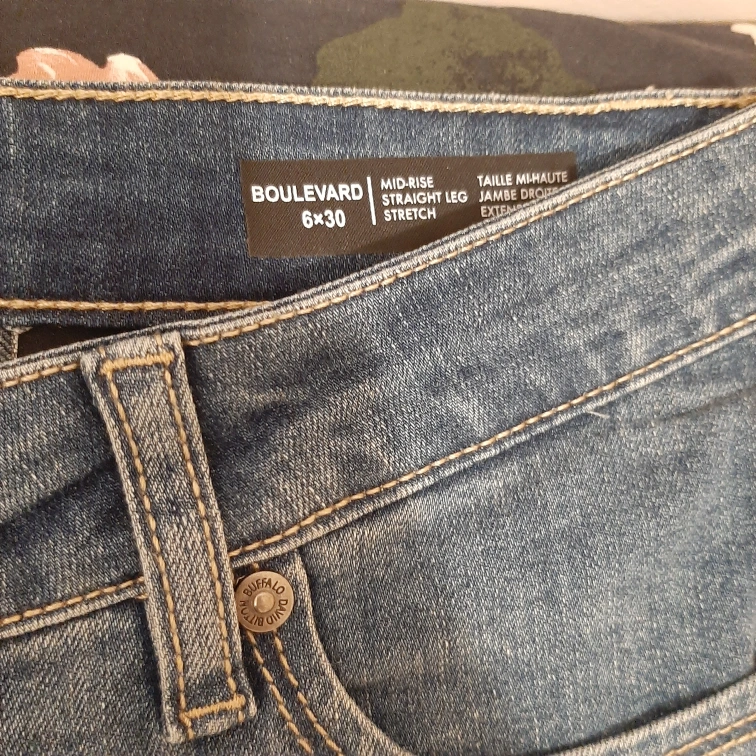 BOULEVARD
6×30
MID-RISE
STRAIGHT LEG
STRETCH
TAILLE MI-HAUTE
JAMBE DROITE
BUFFALO DAVID BITTON